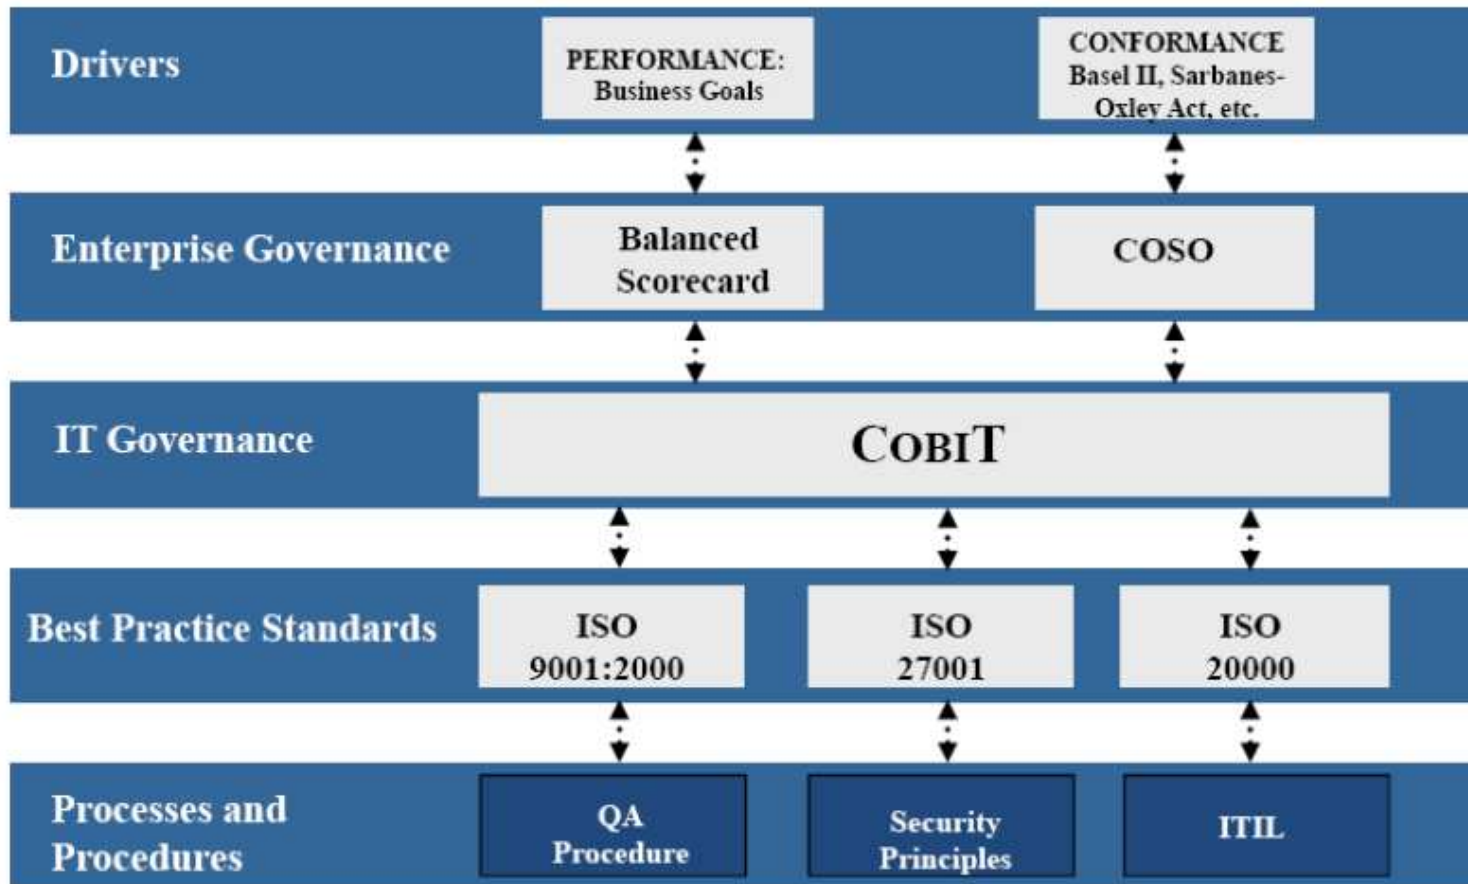 Drivers
PERFORMANCE:
Business Goals
CONFORMANCE
Basel II, Sarbanes-
Oxley Act, etc.
Enterprise Governance
Balanced
Scorecard
COSO
IT Governance
COBIT
Best Practice Standards
ISO
9001:2000
ISO
27001
ISO
20000
Processes and
Procedures
QA
Procedure
Security
Principles
ITIL